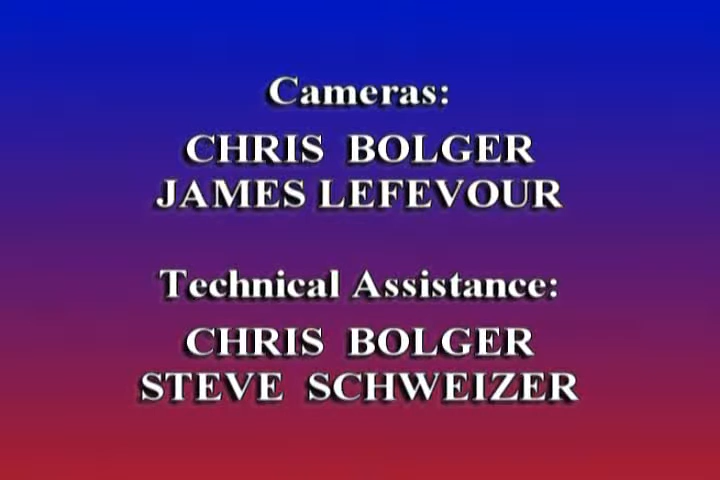 Cameras:
CHRIS BOLGER
JAMES LEFEVOUR
Technical Assistance:
CHRIS BOLGER
STEVE SCHWEIZER